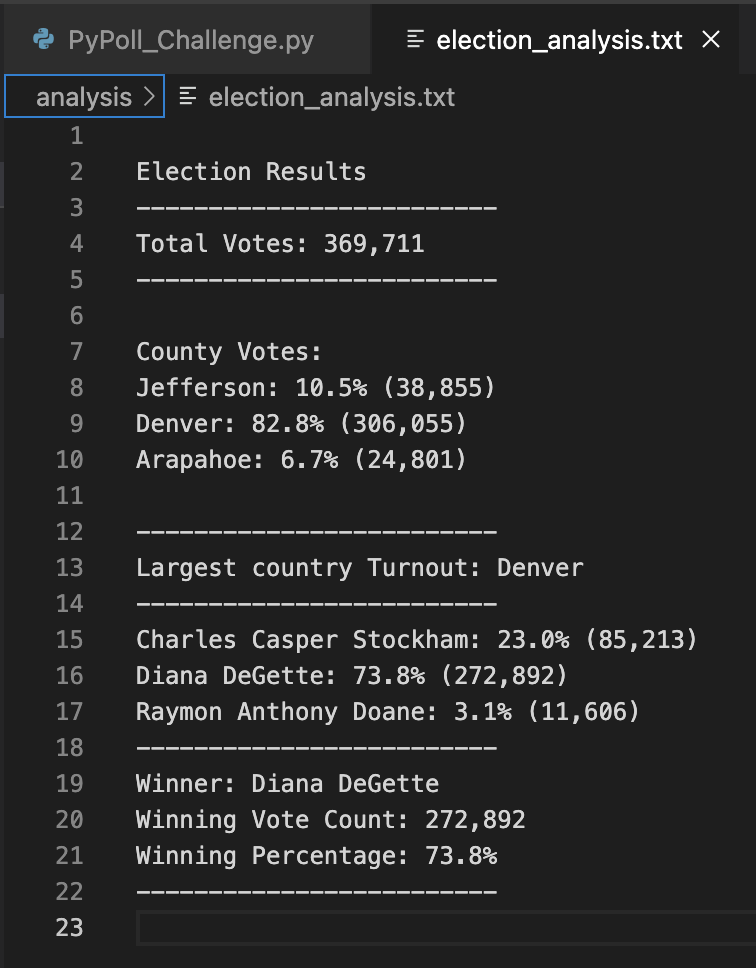 PyPoll_Challenge.py election_analysis.txt ×
analysis > election_analysis.txt
1
2 Election Results
3 -------------------------
4 Total Votes: 369,711
5 -------------------------
6
7 County Votes:
8 Jefferson: 10.5% (38,855)
9 Denver: 82.8% (306,055)
10 Arapahoe: 6.7% (24,801)
11
12 -------------------------
13 Largest country Turnout: Denver
14 -------------------------
15 Charles Casper Stockham: 23.0% (85,213)
16 Diana DeGette: 73.8% (272,892)
17 Raymon Anthony Doane: 3.1% (11,606)
18 -------------------------
19 Winner: Diana DeGette
20 Winning Vote Count: 272,892
21 Winning Percentage: 73.8%
22 -------------------------
23